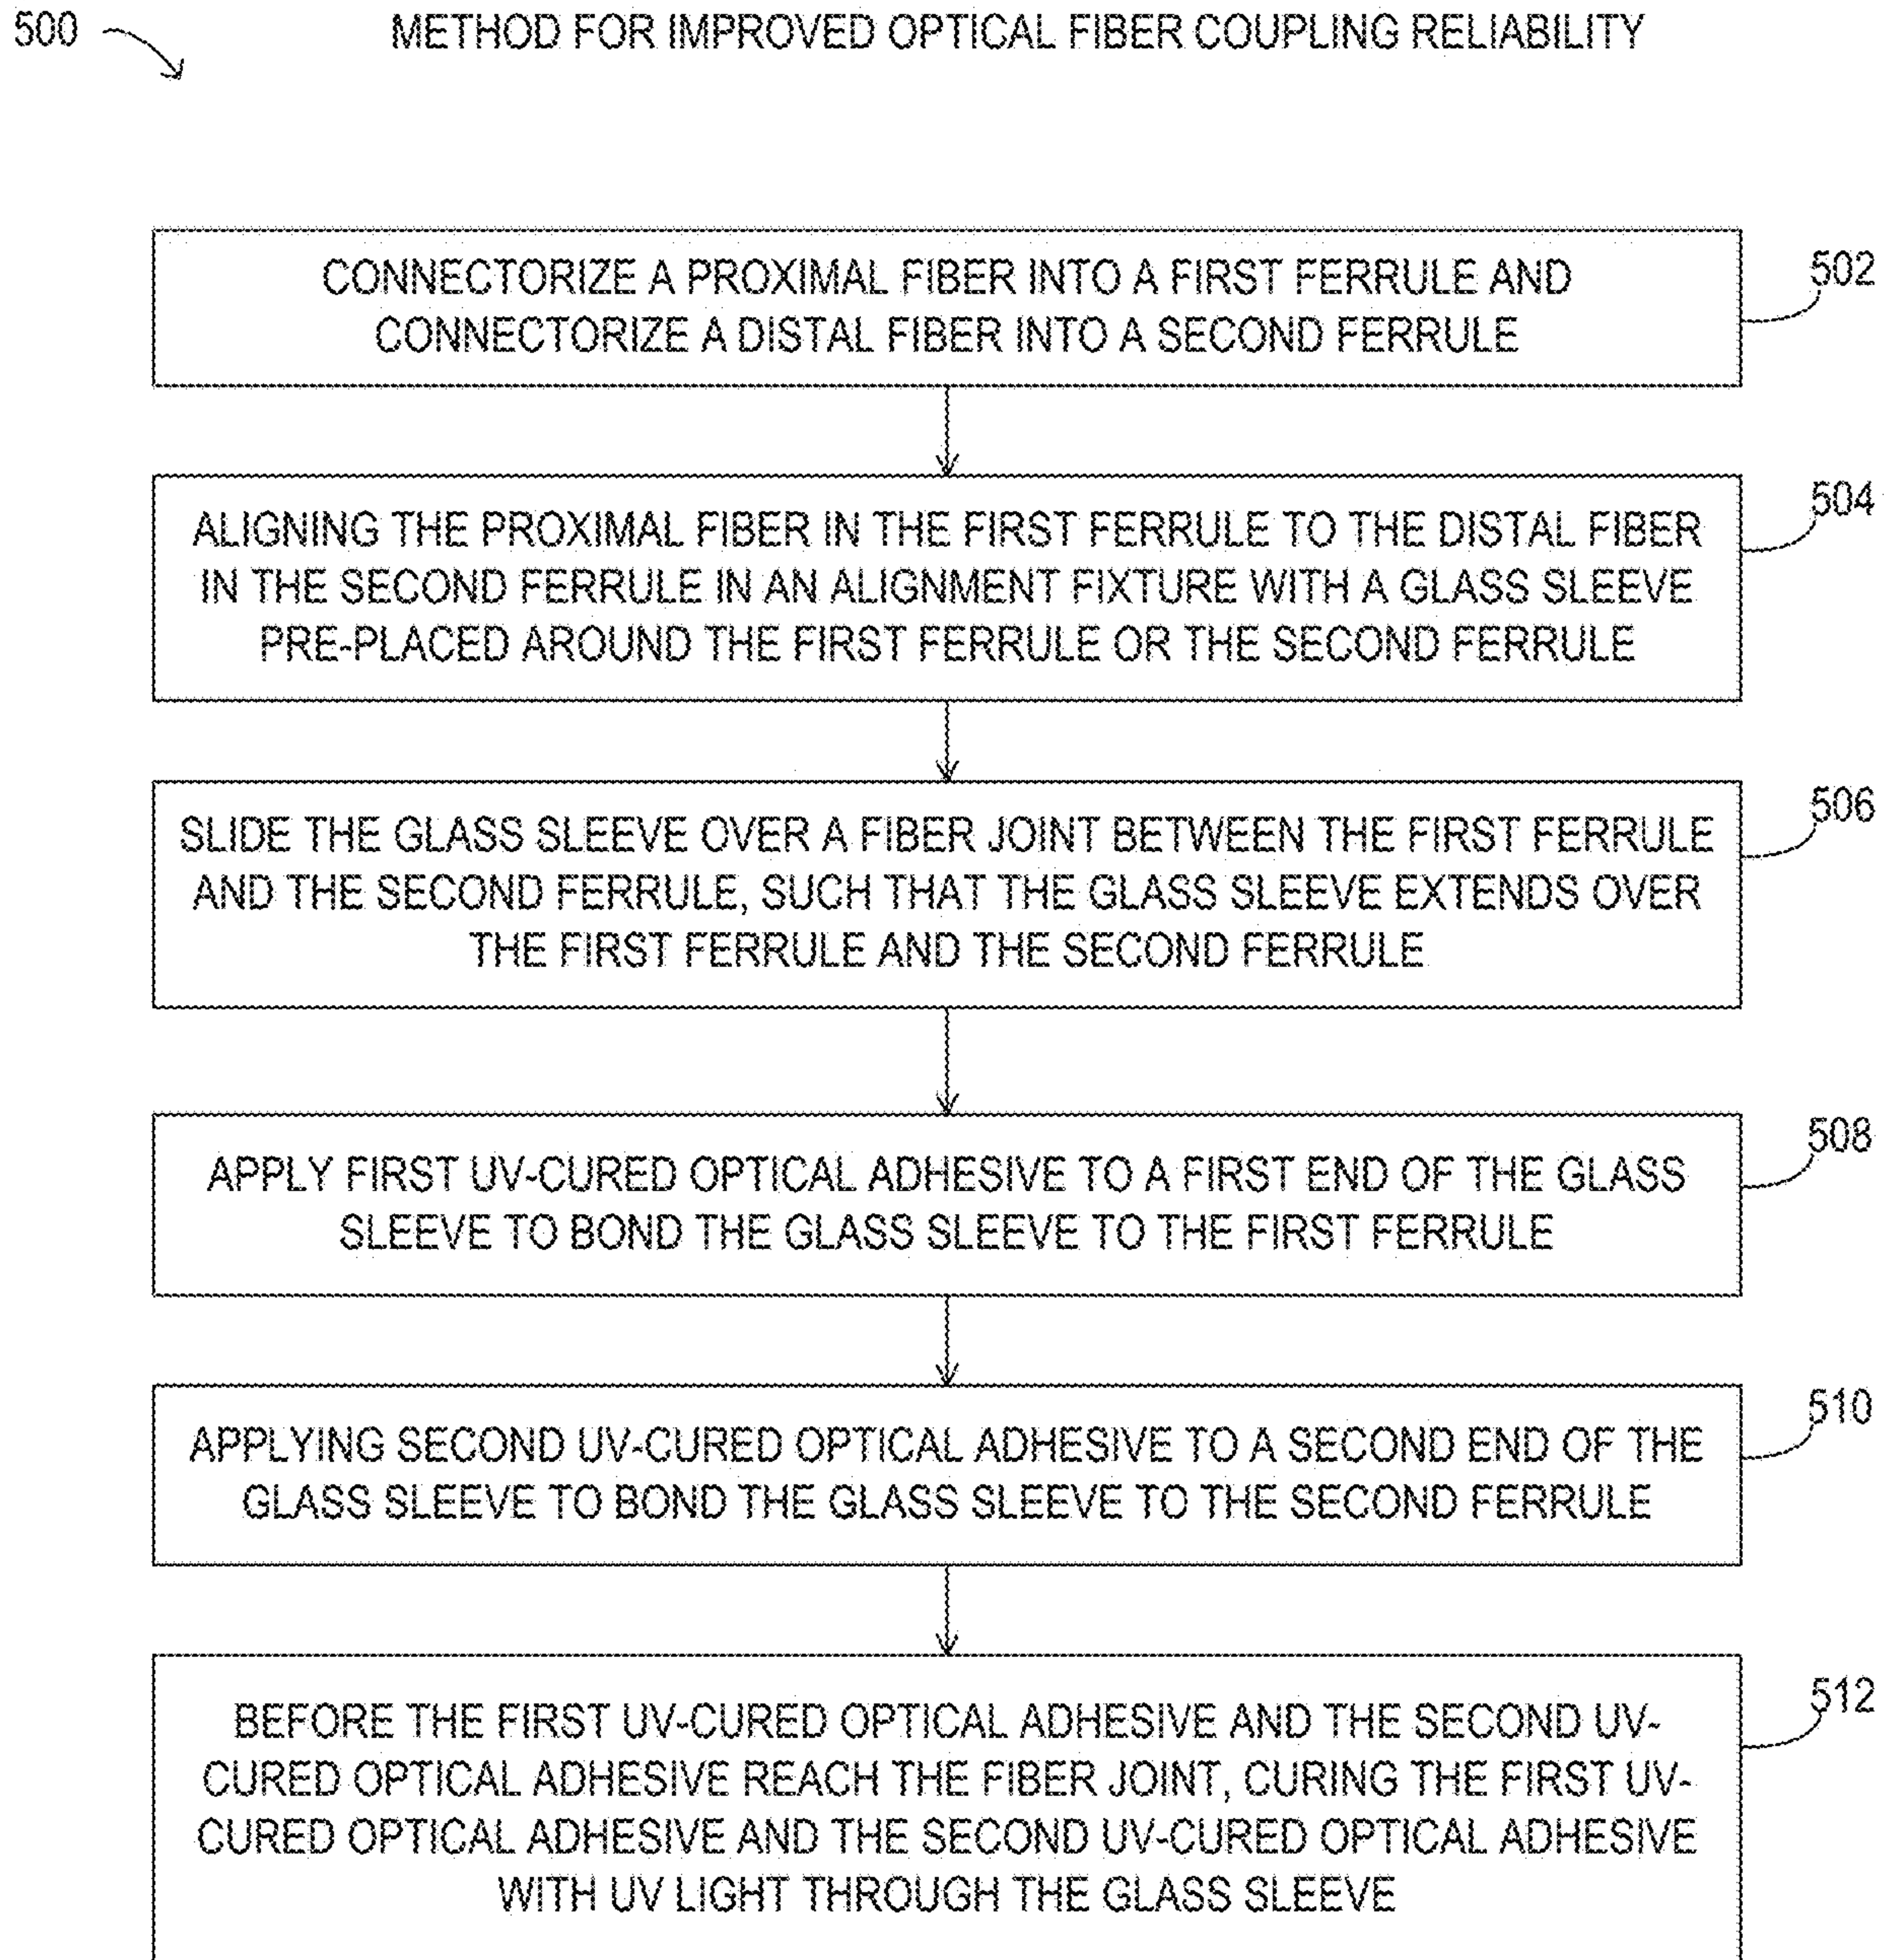 500
METHOD FOR IMPROVED OPTICAL FIBER COUPLING RELIABILITY
CONNECTORIZE A PROXIMAL FIBER INTO A FIRST FERRULE AND
CONNECTORIZE A DISTAL FIBER INTO A SECOND FERRULE
502
ALIGNING THE PROXIMAL FIBER IN THE FIRST FERRULE TO THE DISTAL FIBER
IN THE SECOND FERRULE IN AN ALIGNMENT FIXTURE WITH A GLASS SLEEVE
PRE-PLACED AROUND THE FIRST FERRULE OR THE SECOND FERRULE
504
SLIDE THE GLASS SLEEVE OVER A FIBER JOINT BETWEEN THE FIRST FERRULE
AND THE SECOND FERRULE, SUCH THAT THE GLASS SLEEVE EXTENDS OVER
THE FIRST FERRULE AND THE SECOND FERRULE
506
APPLY FIRST UV-CURED OPTICAL ADHESIVE TO A FIRST END OF THE GLASS
SLEEVE TO BOND THE GLASS SLEEVE TO THE FIRST FERRULE
508
APPLYING SECOND UV-CURED OPTICAL ADHESIVE TO A SECOND END OF THE
GLASS SLEEVE TO BOND THE GLASS SLEEVE TO THE SECOND FERRULE
510
BEFORE THE FIRST UV-CURED OPTICAL ADHESIVE AND THE SECOND UV-
CURED OPTICAL ADHESIVE REACH THE FIBER JOINT, CURING THE FIRST UV-
CURED OPTICAL ADHESIVE AND THE SECOND UV-CURED OPTICAL ADHESIVE
WITH UV LIGHT THROUGH THE GLASS SLEEVE
512